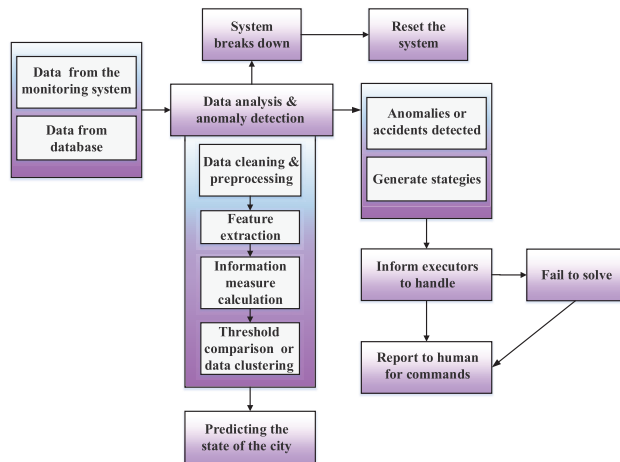 System
breaks down
Reset the
system
Data from the
monitoring system
Data from
database
Data analysis &
anomaly detection
Anomalies or
accidents detected
Generate stategies
Data cleaning &
preprocessing
Feature
extraction
Information
measure
calculation
Threshold
comparison or
data clustering
Inform executors
to handle
Fail to solve
Report to human
for commands
Predicting the
state of the city